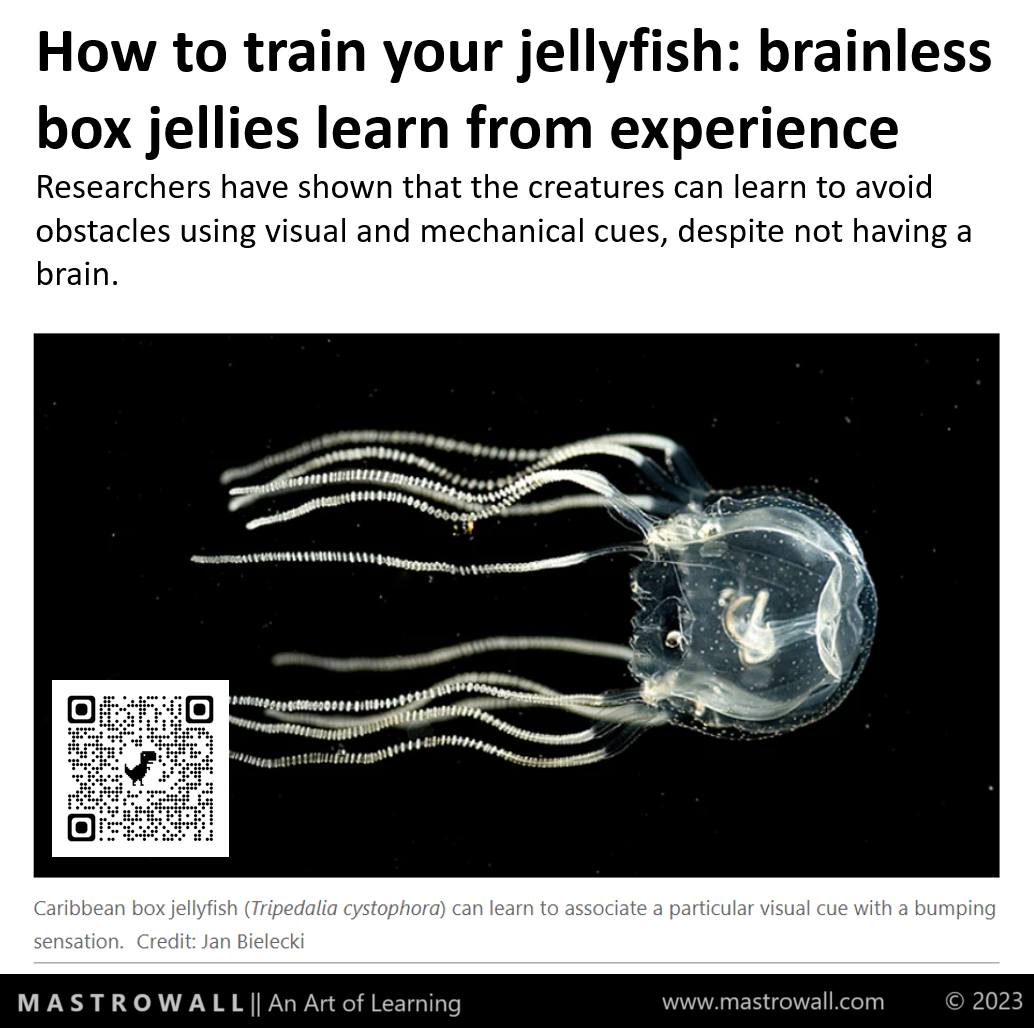 How to train your jellyfish: brainless
box jellies learn from experience
Researchers have shown that the creatures can learn to avoid
obstacles using visual and mechanical cues, despite not having a
brain.
Caribbean box jellyfish (Tripedalia cystophora) can learn to associate a particular visual cue with a bumping
sensation. Credit: Jan Bielecki
MASTROWALL || An Art of Learning www.mastrowall.com © 2023